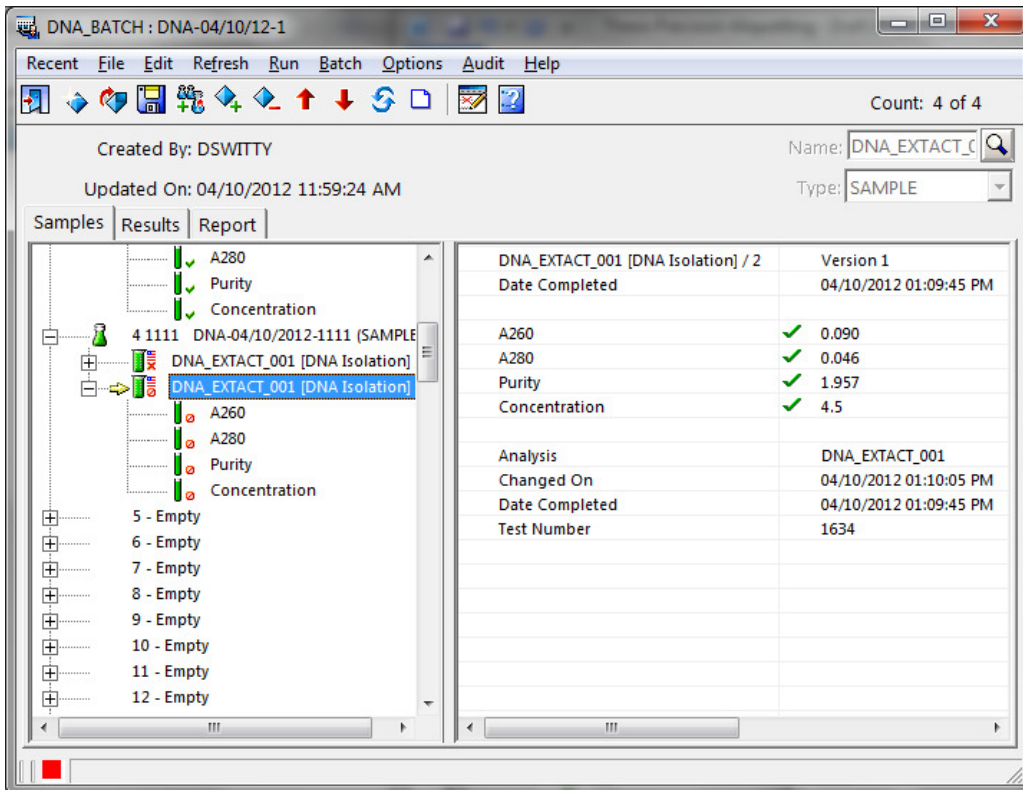 DNA_BATCH : DNA-04/10/12-1
Recent File Edit Refresh Run Batch Options Audit Help
Count: 4 of 4
Created By: DSWITTY
Name: DNA_EXTACT_(
Updated On: 04/10/2012 11:59:24 AM
Type: SAMPLE
Samples Results Report
A280
Purity
Concentration
4 1111 DNA-04/10/2012-1111 (SAMPLE
DNA_EXTACT_001 [DNA Isolation]
DNA_EXTACT_001 [DNA Isolation]
A260
A280
Purity
Concentration
5 - Empty
6 - Empty
7 - Empty
8 - Empty
9 - Empty
10 - Empty
11 - Empty
12 - Empty
DNA_EXTACT_001 [DNA Isolation] / 2 Version 1
Date Completed 04/10/2012 01:09:45 PM
A260 0.090
A280 0.046
Purity 1.957
Concentration 4.5
Analysis DNA_EXTACT_001
Changed On 04/10/2012 01:10:05 PM
Date Completed 04/10/2012 01:09:45 PM
Test Number 1634